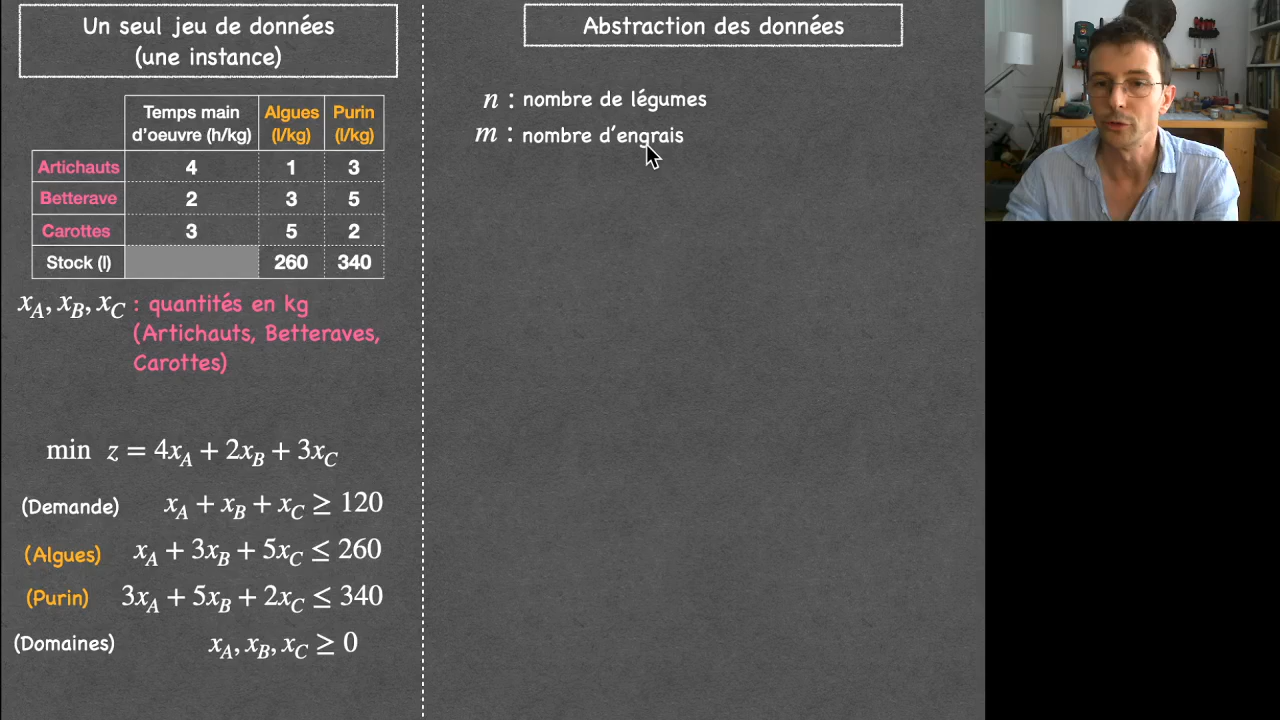 Un seul jeu de données
(une instance)
Temps main d'oeuvre (h/kg) Algues (l/kg) Purin (l/kg)
Artichauts 4 1 3
Betterave 2 3 5
Carottes 3 5 2
Stock (l) 260 340
x_A, x_B, x_C : quantités en kg
(Artichauts, Betteraves,
Carottes)
min z = 4x_A + 2x_B + 3x_C
(Demande) x_A + x_B + x_C ≥ 120
(Algues) x_A + 3x_B + 5x_C ≤ 260
(Purin) 3x_A + 5x_B + 2x_C ≤ 340
(Domaines) x_A, x_B, x_C ≥ 0
Abstraction des données
n : nombre de légumes
m : nombre d'engrais